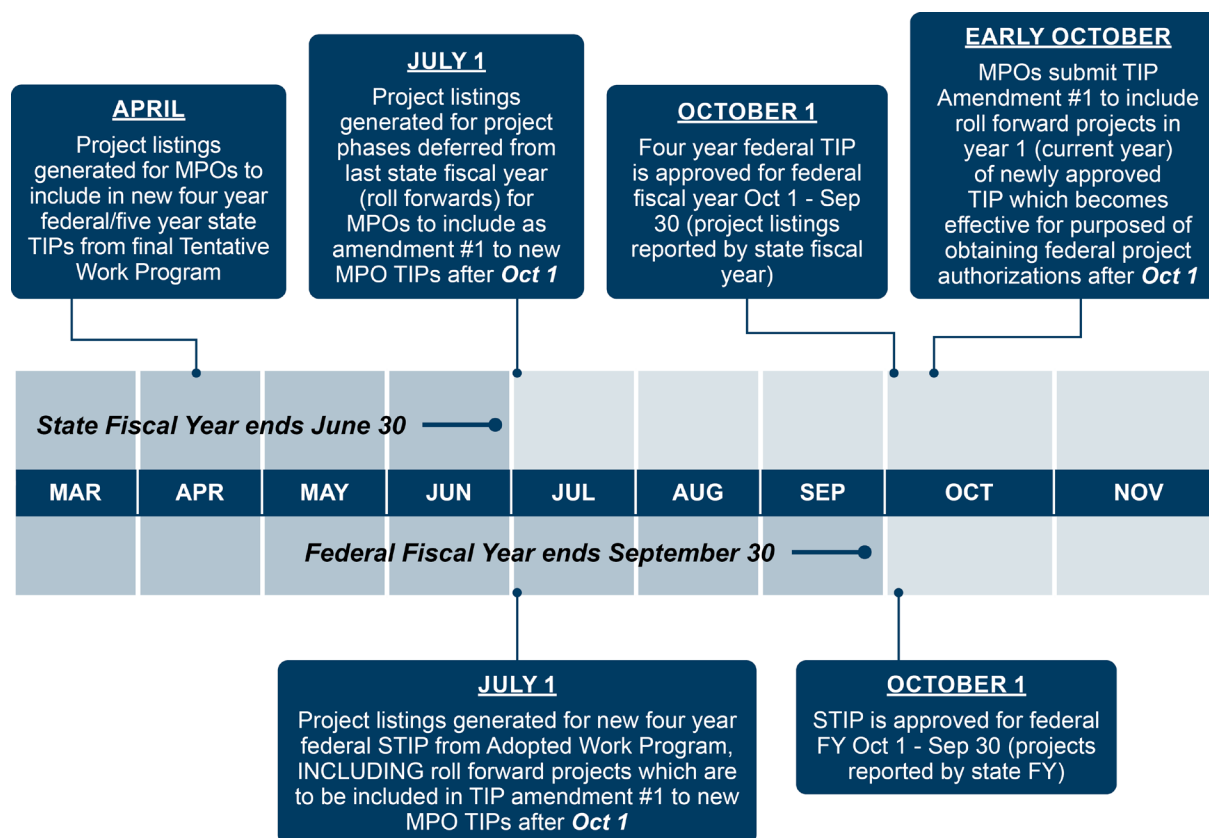 APRIL
Project listings
generated for MPOs to
include in new four year
federal/five year state
TIPs from final Tentative
Work Program
JULY 1
Project listings
generated for project
phases deferred from
last state fiscal year
(roll forwards) for
MPOs to include as
amendment #1 to new
MPO TIPs after Oct 1
OCTOBER 1
Four year federal TIP
is approved for federal
fiscal year Oct 1 - Sep
30 (project listings
reported by state fiscal
year)
EARLY OCTOBER
MPOs submit TIP
Amendment #1 to include
roll forward projects in
year 1 (current year)
of newly approved
TIP which becomes
effective for purposed of
obtaining federal project
authorizations after Oct 1
State Fiscal Year ends June 30
MAR APR MAY JUN JUL AUG SEP OCT NOV
Federal Fiscal Year ends September 30
JULY 1
Project listings generated for new four year
federal STIP from Adopted Work Program,
INCLUDING roll forward projects which are
to be included in TIP amendment #1 to new
MPO TIPs after Oct 1
OCTOBER 1
STIP is approved for federal
FY Oct 1 - Sep 30 (projects
reported by state FY)